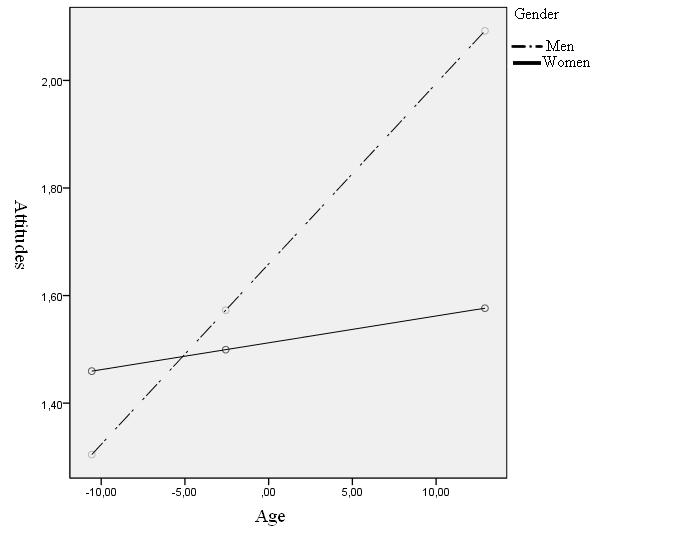 Gender
Men
Women
2,00
1,80
1,60
1,40
Attitudes
-10,00
-5,00
,00
5,00
10,00
Age